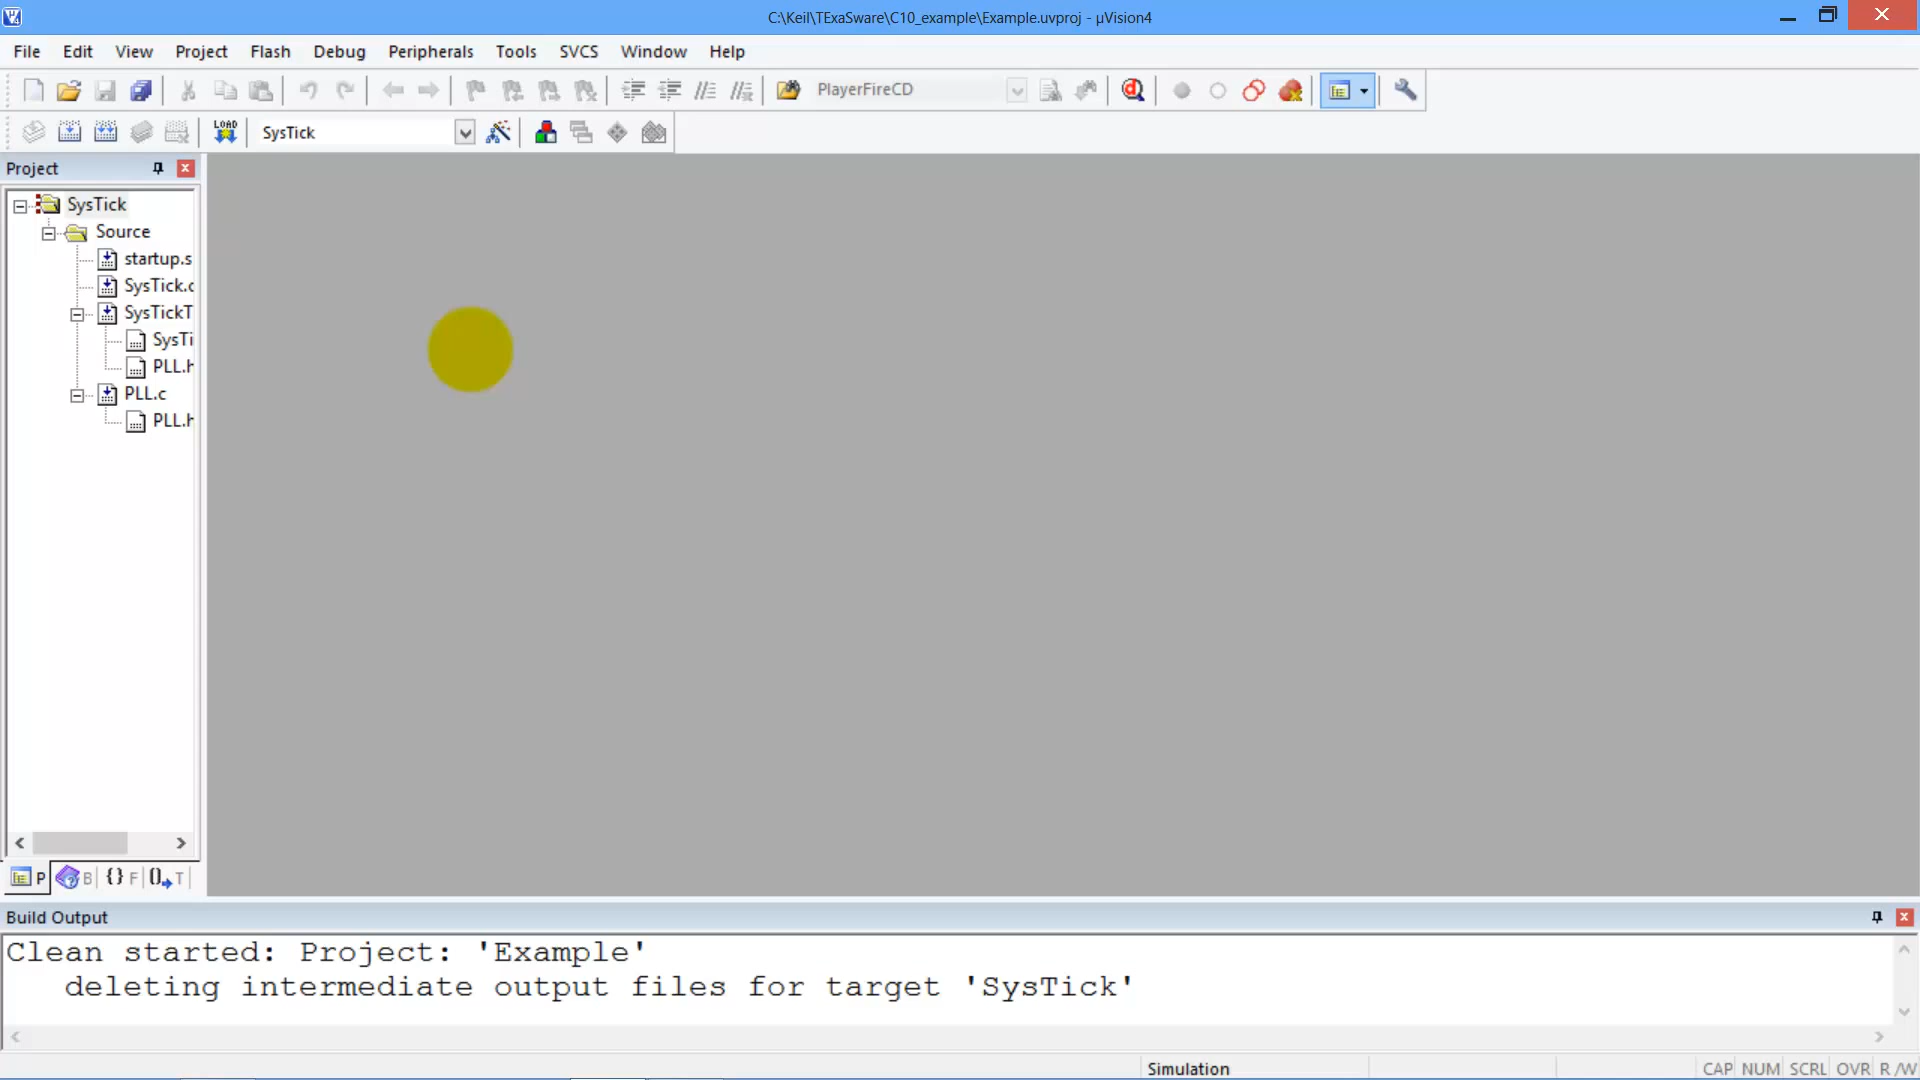 C:\Keil\TExaSware\C10_example\Example.uvproj - µVision4
File Edit View Project Flash Debug Peripherals Tools SVCS Window Help
PlayerFireCD
LOAD SysTick
Project
SysTick
Source
startup.s
SysTick.c
SysTickT
SysTi
PLL.h
PLL.c
PLL.h
P B {} F T
Build Output
Clean started: Project: 'Example'
deleting intermediate output files for target 'SysTick'
Simulation CAP NUM SCRL OVR R/W